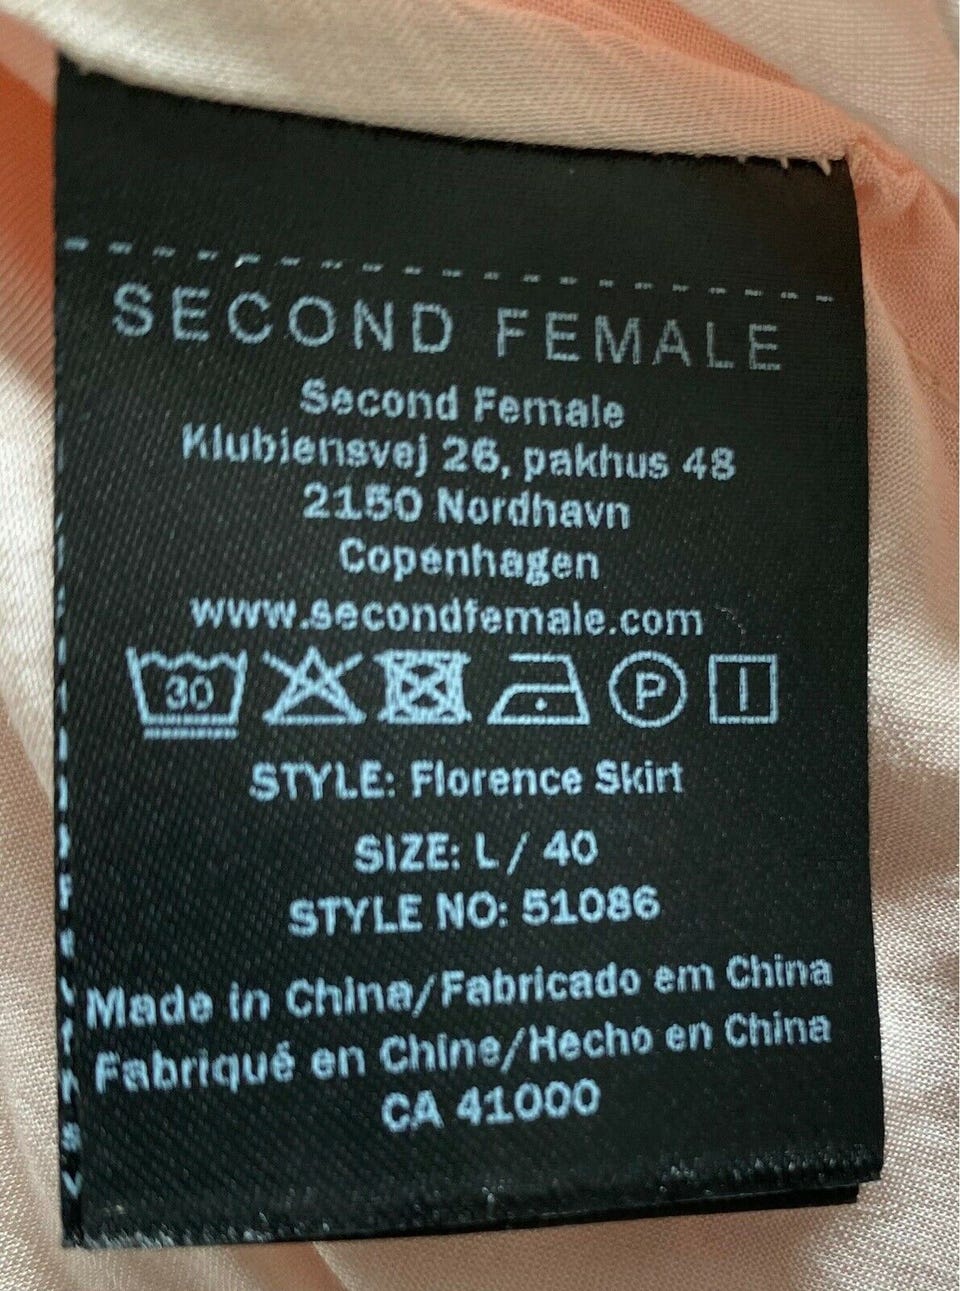 SECOND FEMALE
Second Female
Klubiensvej 26, pakhus 48
2150 Nordhavn
Copenhagen
www.secondfemale.com
30 P
STYLE: Florence Skirt
SIZE: L / 40
STYLE NO: 51086
Made in China/Fabricado em China
Fabriqué en Chine/Hecho en China
CA 41000